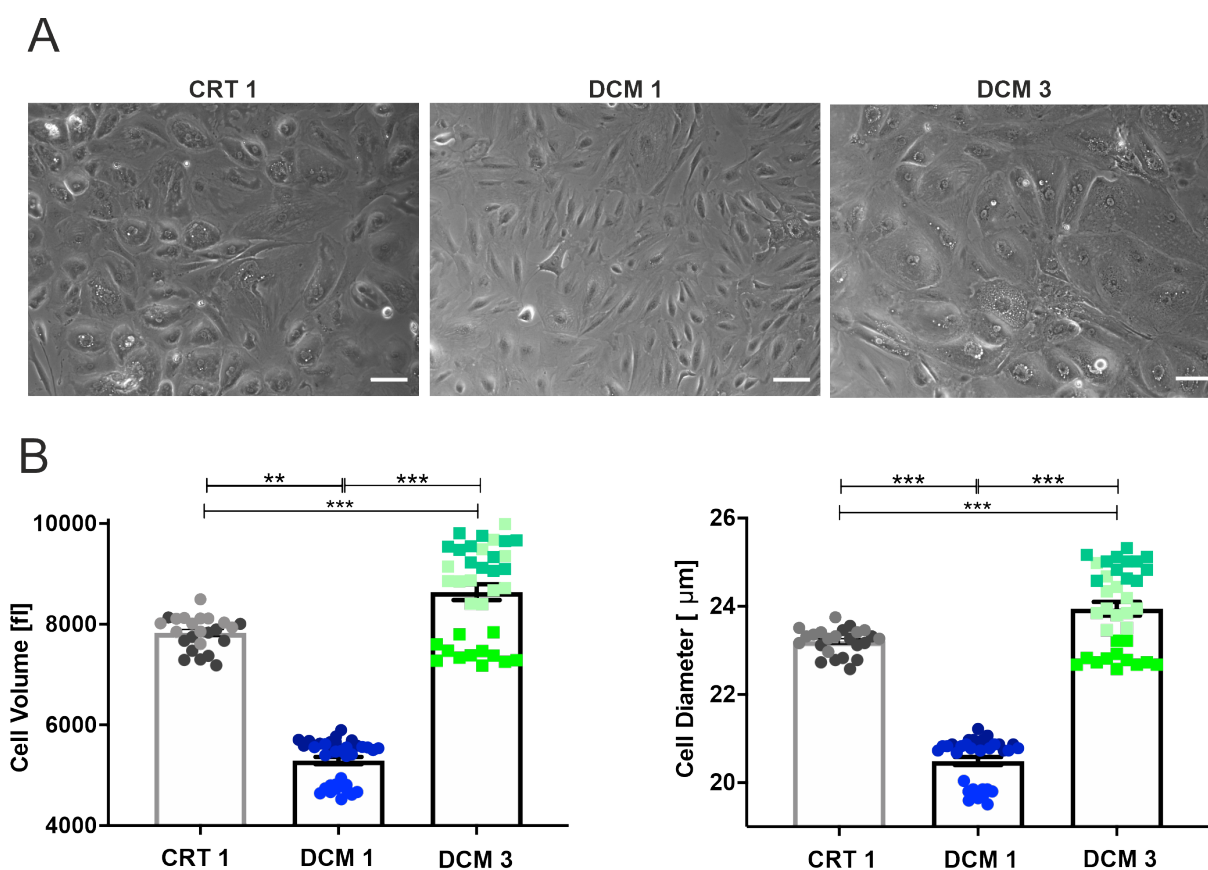 A
CRT 1
DCM 1
DCM 3
B
** ***
***
Cell Volume [fl]
10000
8000
6000
4000
CRT 1
DCM 1
DCM 3
*** ***
***
Cell Diameter [ μm]
26
24
22
20
CRT 1
DCM 1
DCM 3